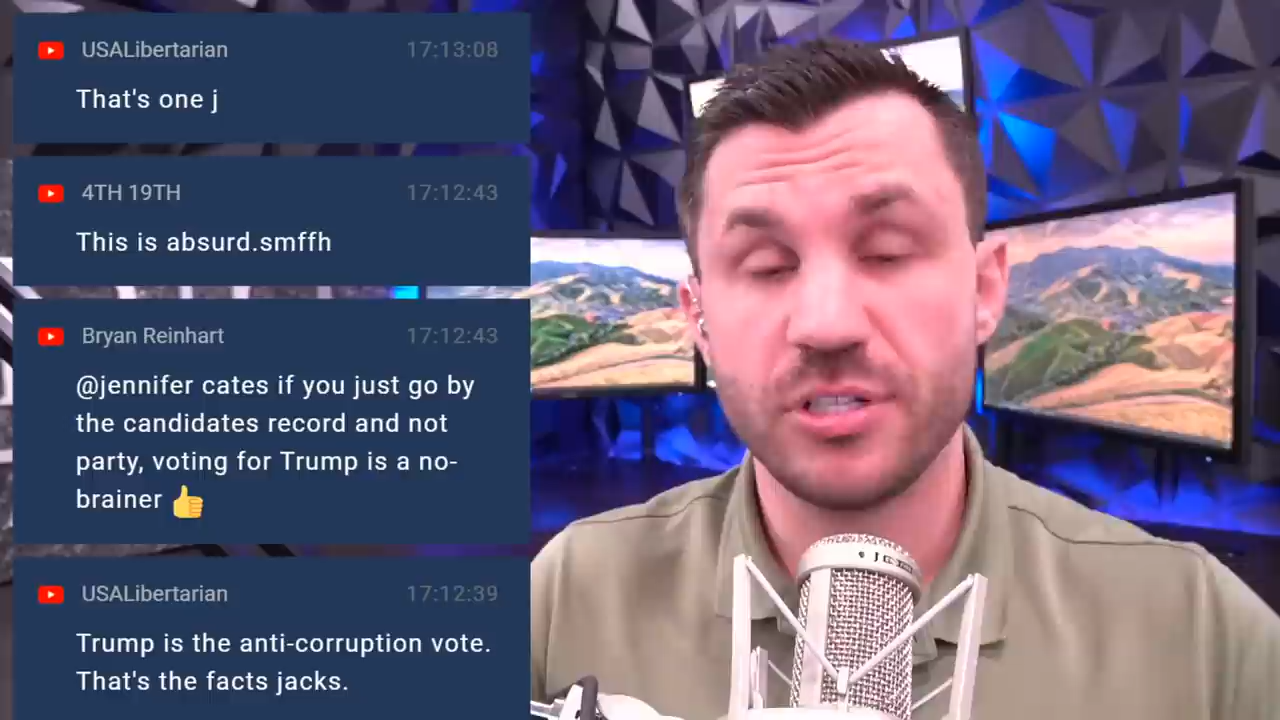 USALibertarian 17:13:08
That's one j
4TH 19TH 17:12:43
This is absurd.smffh
Bryan Reinhart 17:12:43
@jennifer cates if you just go by
the candidates record and not
party, voting for Trump is a no-
brainer 👍
USALibertarian 17:12:39
Trump is the anti-corruption vote.
That's the facts jacks.